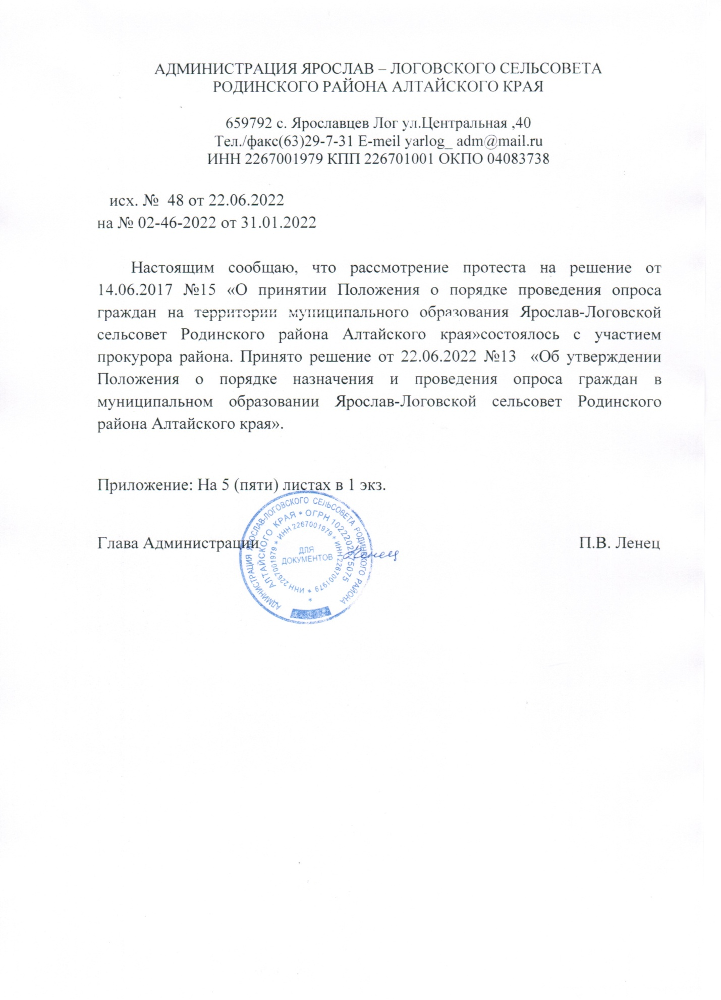 АДМИНИСТРАЦИЯ ЯРОСЛАВ – ЛОГОВСКОГО СЕЛЬСОВЕТА
РОДИНСКОГО РАЙОНА АЛТАЙСКОГО КРАЯ
659792 с. Ярославцев Лог ул.Центральная ,40
Тел./факс(63)29-7-31 E-meil yarlog_ adm@mail.ru
ИНН 2267001979 КПП 226701001 ОКПО 04083738
исх. № 48 от 22.06.2022
на № 02-46-2022 от 31.01.2022
Настоящим сообщаю, что рассмотрение протеста на решение от
14.06.2017 №15 «О принятии Положения о порядке проведения опроса
граждан на территории муниципального образования Ярослав-Логовской
сельсовет Родинского района Алтайского края»состоялось с участием
прокурора района. Принято решение от 22.06.2022 №13 «Об утверждении
Положения о порядке назначения и проведения опроса граждан в
муниципальном образовании Ярослав-Логовской сельсовет Родинского
района Алтайского края».
Приложение: На 5 (пяти) листах в 1 экз.
Глава Администрации П.В. Ленец
АДМИНИСТРАЦИЯ ЯРОСЛАВ-ЛОГОВСКОГО СЕЛЬСОВЕТА РОДИНСКОГО РАЙОНА
АЛТАЙСКОГО КРАЯ * ОГРН
* ИНН 2267001979 * ИНН 2267001979 * ИНН 2267001979
ДЛЯ
ДОКУМЕНТОВ
Ленец